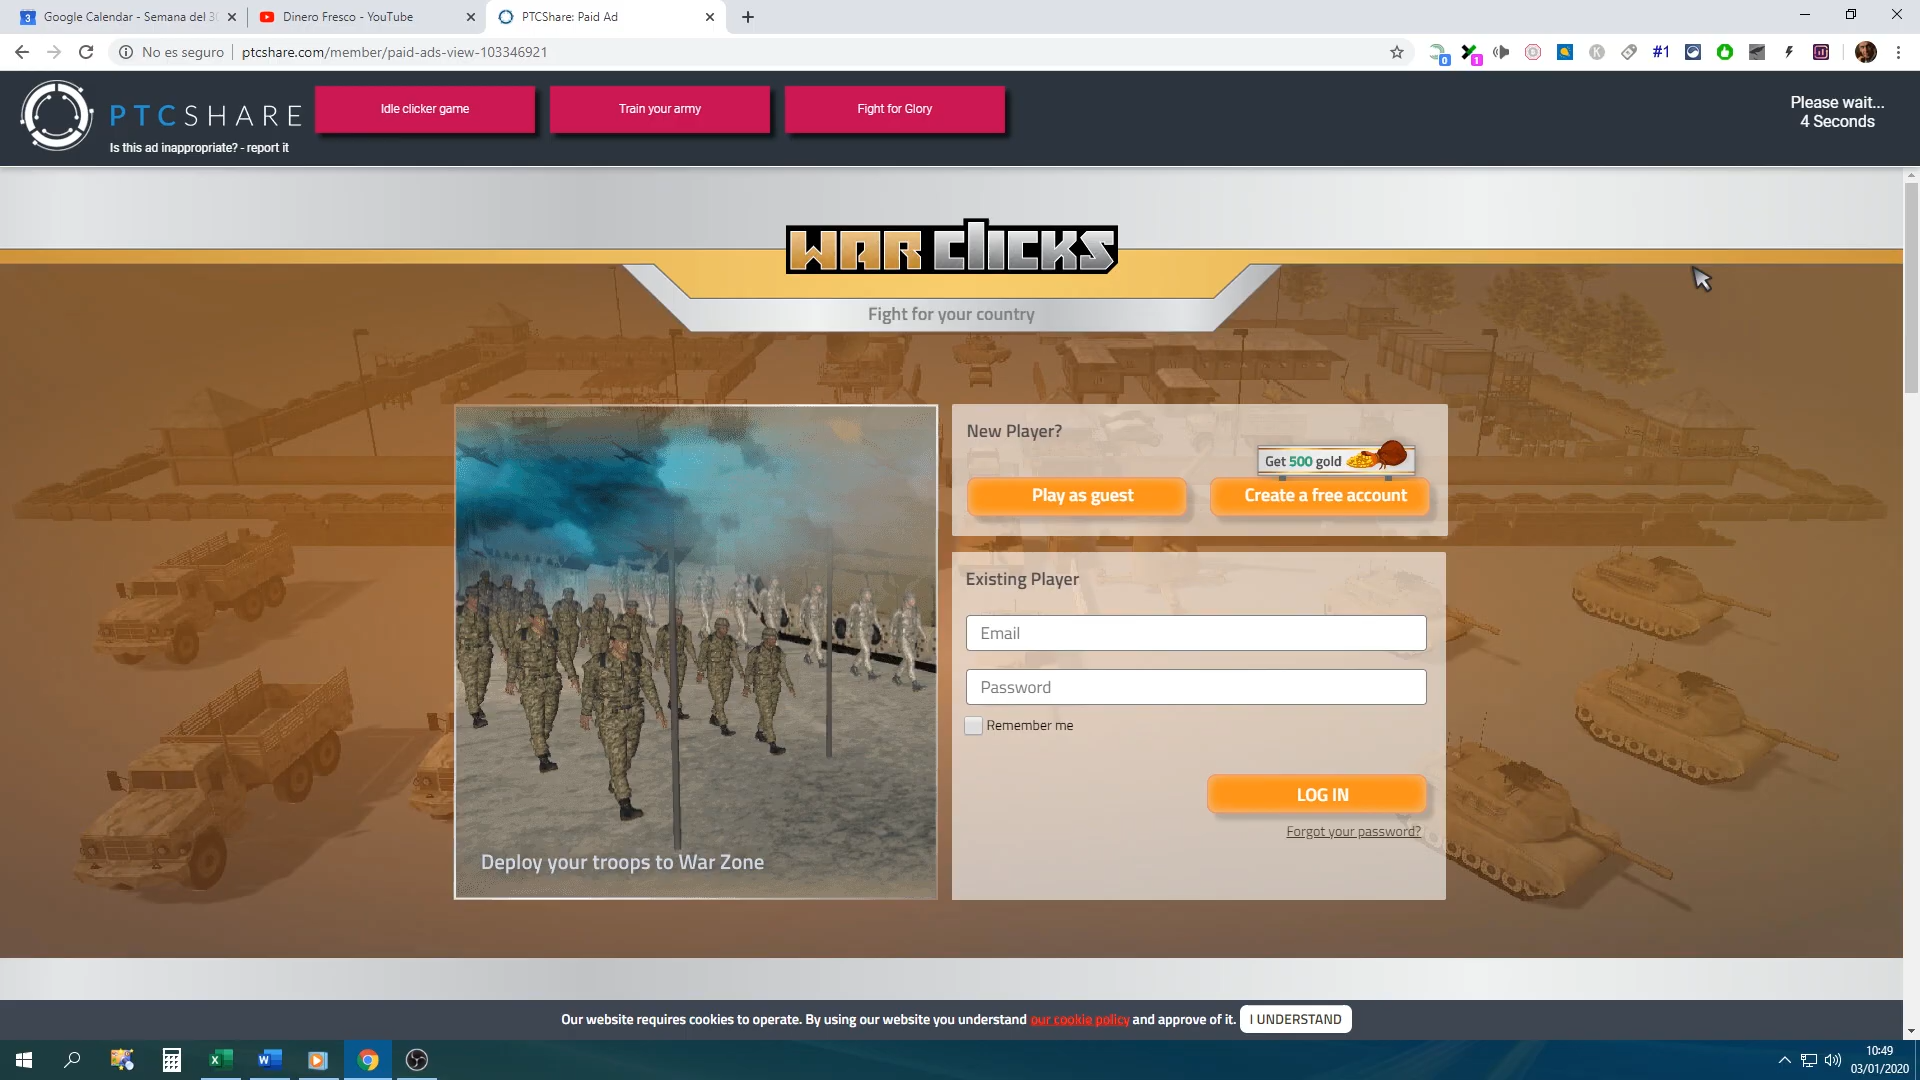 Google Calendar - Semana del 30
Dinero Fresco - YouTube
PTCShare: Paid Ad
No es seguro
ptcshare.com/member/paid-ads-view-103346921
0
1
K
#1
PTCSHARE
Is this ad inappropriate? - report it
Idle clicker game
Train your army
Fight for Glory
Please wait...
4 Seconds
WAR CLICKS
Fight for your country
Deploy your troops to War Zone
New Player?
Get 500 gold
Play as guest
Create a free account
Existing Player
Email
Password
Remember me
LOG IN
Forgot your password?
Our website requires cookies to operate. By using our website you understand our cookie policy and approve of it.
I UNDERSTAND
10:49
03/01/2020